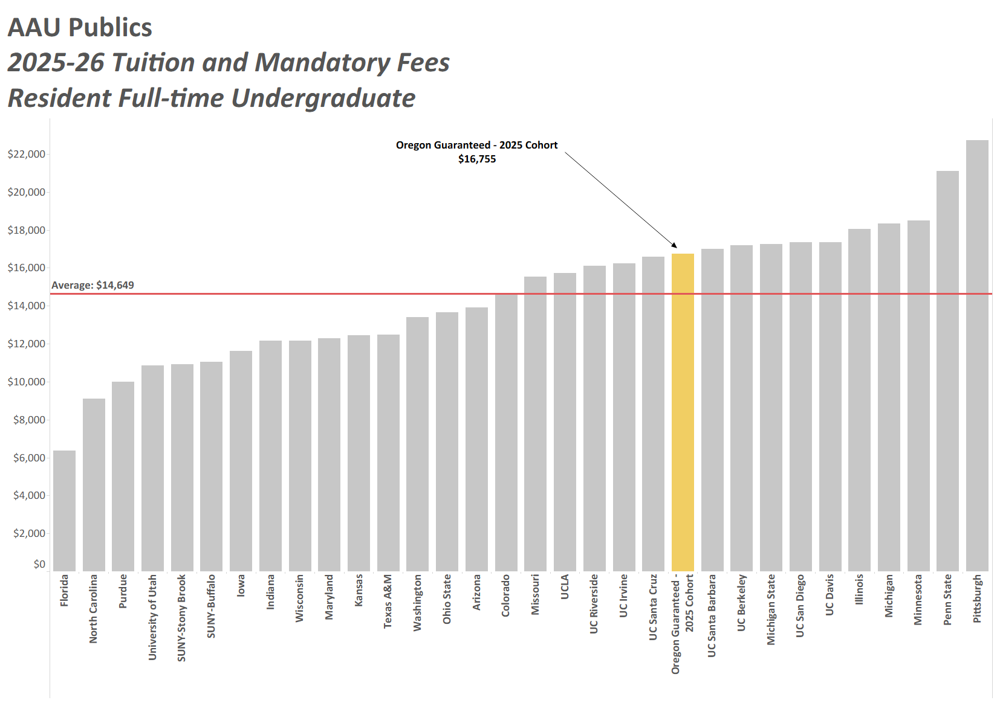 AAU Publics
2025-26 Tuition and Mandatory Fees
Resident Full-time Undergraduate
Oregon Guaranteed - 2025 Cohort
$16,755
$22,000
$20,000
$18,000
$16,000
Average: $14,649
$14,000
$12,000
$10,000
$8,000
$6,000
$4,000
$2,000
$0
Florida
North Carolina
Purdue
University of Utah
SUNY-Stony Brook
SUNY-Buffalo
Iowa
Indiana
Wisconsin
Maryland
Kansas
Texas A&M
Washington
Ohio State
Arizona
Colorado
Missouri
UCLA
UC Riverside
UC Irvine
UC Santa Cruz
Oregon Guaranteed -
2025 Cohort
UC Santa Barbara
UC Berkeley
Michigan State
UC San Diego
UC Davis
Illinois
Michigan
Minnesota
Penn State
Pittsburgh